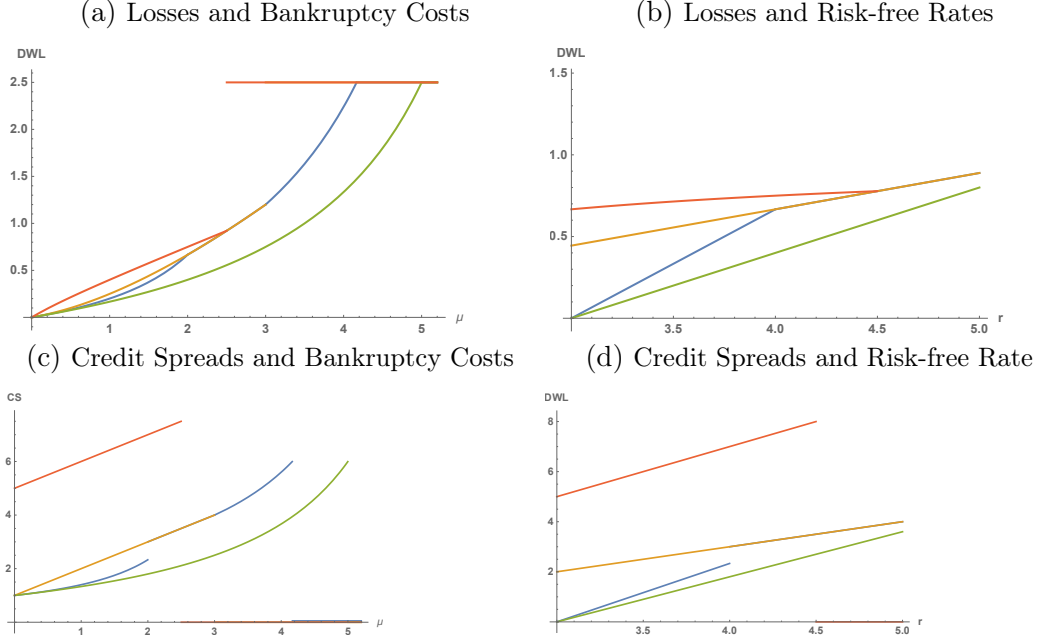 (a) Losses and Bankruptcy Costs
(b) Losses and Risk-free Rates
DWL
2.5
2.0
1.5
1.0
0.5
1 2 3 4 5 μ
DWL
1.5
1.0
0.5
3.5 4.0 4.5 5.0 r
(c) Credit Spreads and Bankruptcy Costs
(d) Credit Spreads and Risk-free Rate
CS
6
4
2
1 2 3 4 5 μ
DWL
8
6
4
2
3.5 4.0 4.5 5.0 r